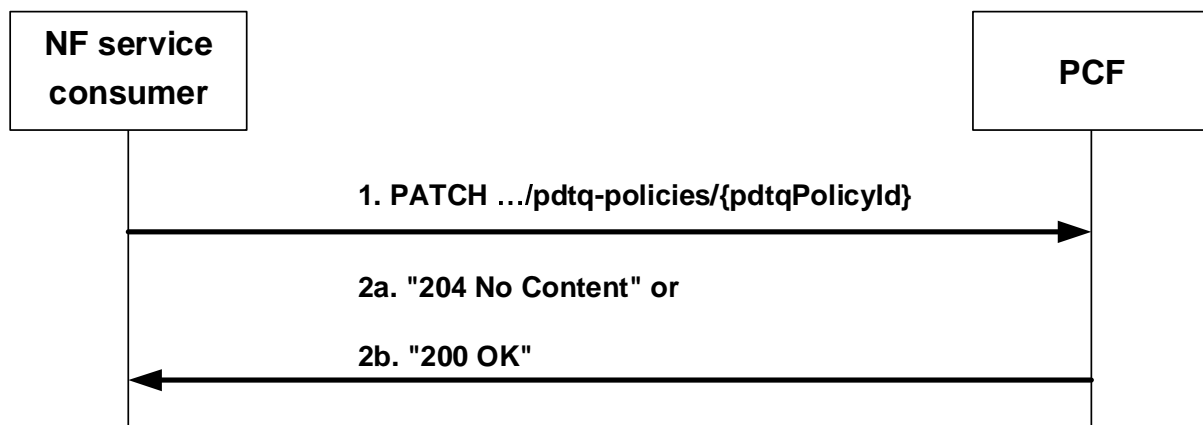 NF service
consumer
PCF
1. PATCH …/pdtq-policies/{pdtqPolicyId}
2a. "204 No Content" or
2b. "200 OK"